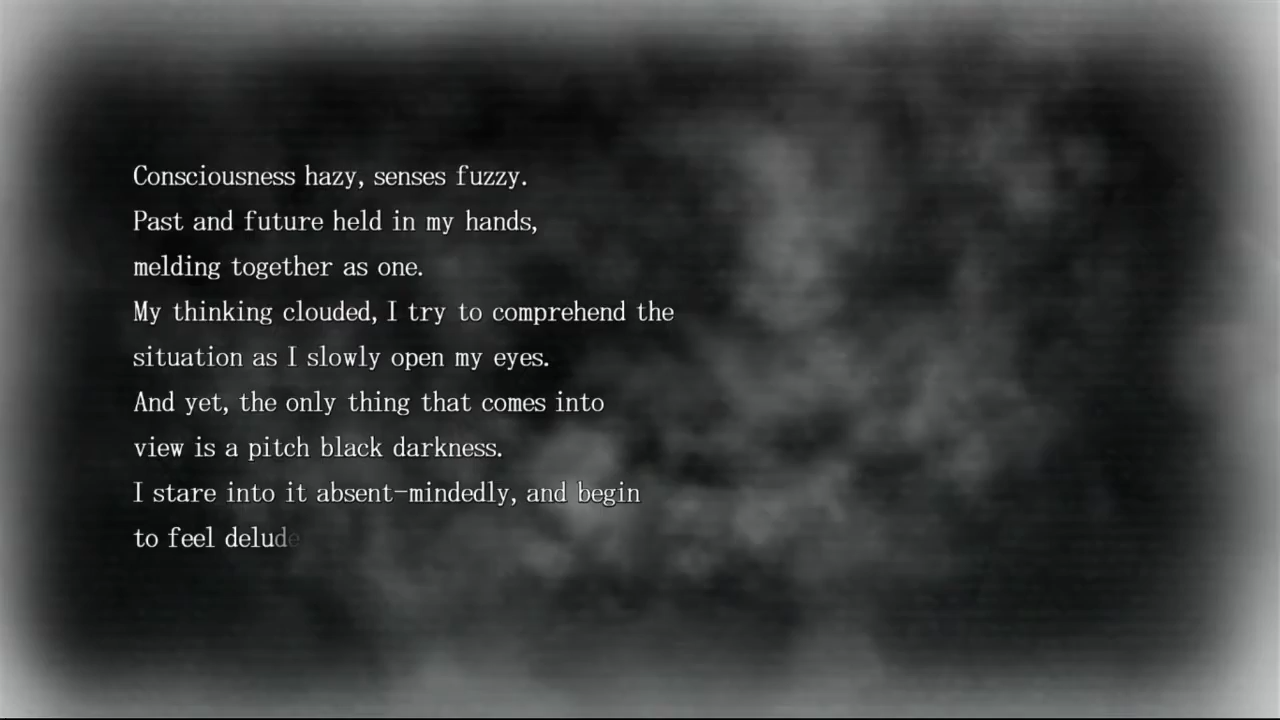 Consciousness hazy, senses fuzzy.
Past and future held in my hands,
melding together as one.
My thinking clouded, I try to comprehend the
situation as I slowly open my eyes.
And yet, the only thing that comes into
view is a pitch black darkness.
I stare into it absent-mindedly, and begin
to feel delude